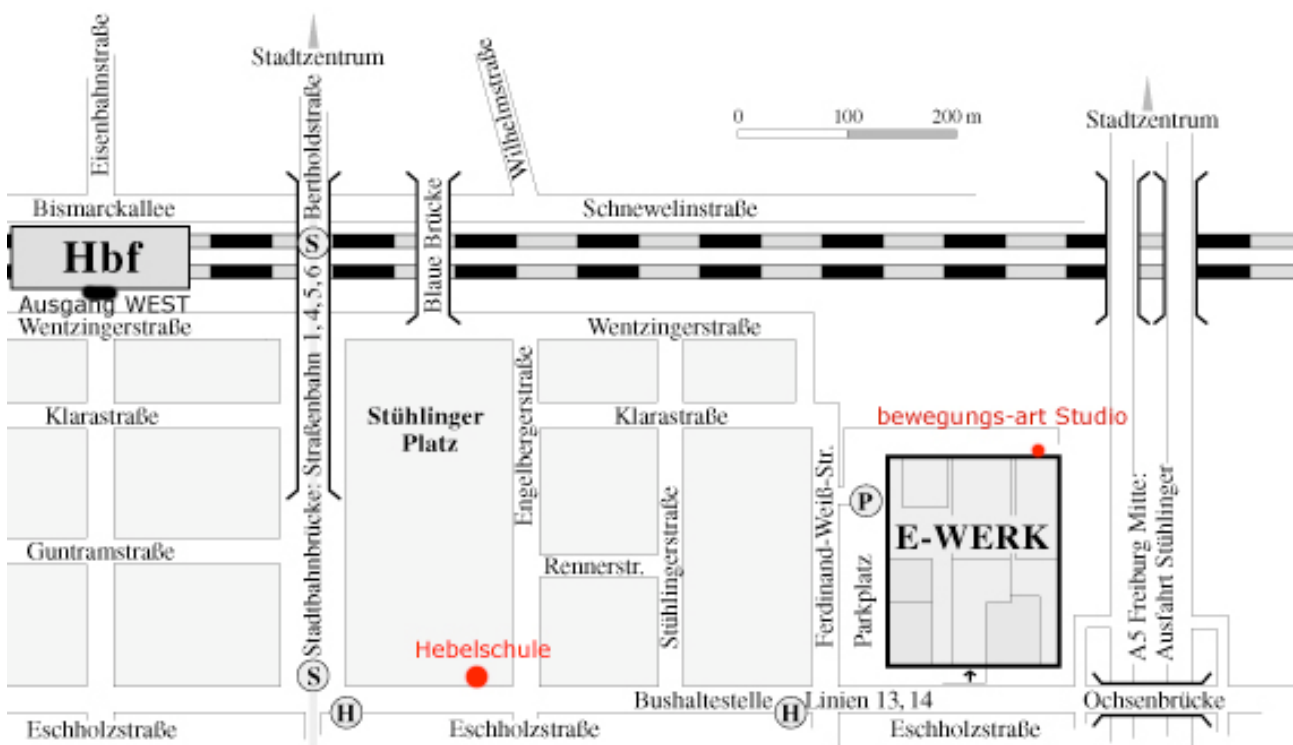 Stadtzentrum
Eisenbahnstraße
Bertholdstraße
Wilhelmstraße
0 100 200 m
Stadtzentrum
Bismarckallee
Schnewelinstraße
Hbf
S
Blaue Brücke
Ausgang WEST
Wentzingerstraße
Wentzingerstraße
Stadtbahnbrücke: Straßenbahn 1, 4, 5, 6
Klarastraße
Stühlinger
Platz
Engelbergerstraße
Klarastraße
bewegungs-art Studio
Ferdinand-Weiß-Str.
P
E-WERK
A5 Freiburg Mitte:
Ausfahrt Stühlinger
Guntramstraße
Rennerstr.
Stühlingerstraße
Parkplatz
Hebelschule
S
H
Bushaltestelle H Linien 13, 14
Ochsenbrücke
Eschholzstraße
Eschholzstraße
Eschholzstraße